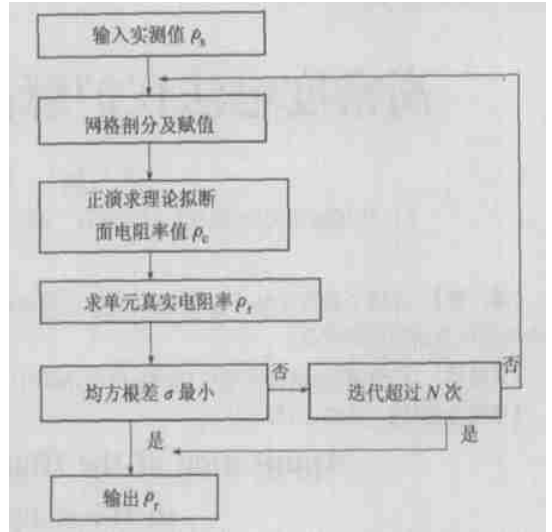 输入实测值 ρs
网格剖分及赋值
正演求理论拟断
面电阻率值 ρc
求单元真实电阻率 ρr
均方根差 σ 最小
否
迭代超过 N 次
否
是
是
输出 ρr